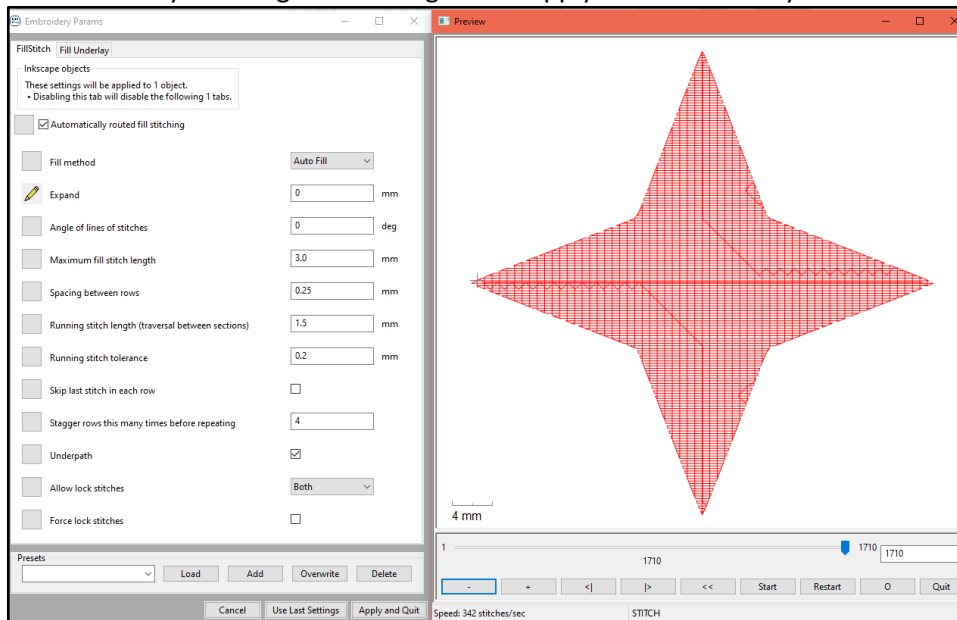 Embroidery Params
FillStitch Fill Underlay
Inkscape objects
These settings will be applied to 1 object.
• Disabling this tab will disable the following 1 tabs.
Automatically routed fill stitching
Fill method Auto Fill
Expand 0 mm
Angle of lines of stitches 0 deg
Maximum fill stitch length 3.0 mm
Spacing between rows 0.25 mm
Running stitch length (traversal between sections) 1.5 mm
Running stitch tolerance 0.2 mm
Skip last stitch in each row
Stagger rows this many times before repeating 4
Underpath
Allow lock stitches Both
Force lock stitches
Presets
Load Add Overwrite Delete
Cancel Use Last Settings Apply and Quit
Preview
4 mm
1 1710 1710
1710
- + <| |> << Start Restart O Quit
Speed: 342 stitches/sec STITCH